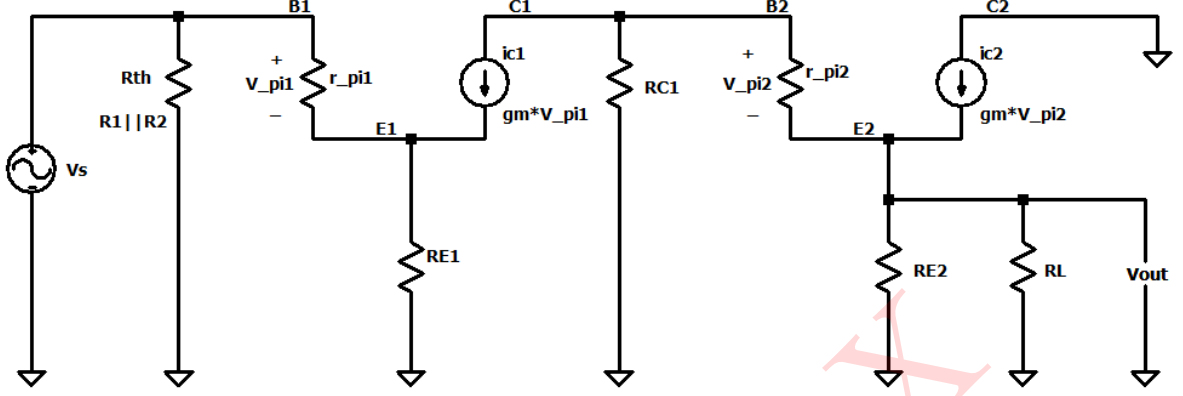 B1
C1
B2
C2
Rth
R1||R2
+
V_pi1
−
r_pi1
ic1
gm*V_pi1
RC1
+
V_pi2
−
r_pi2
ic2
gm*V_pi2
E1
E2
Vs
RE1
RE2
RL
Vout
X